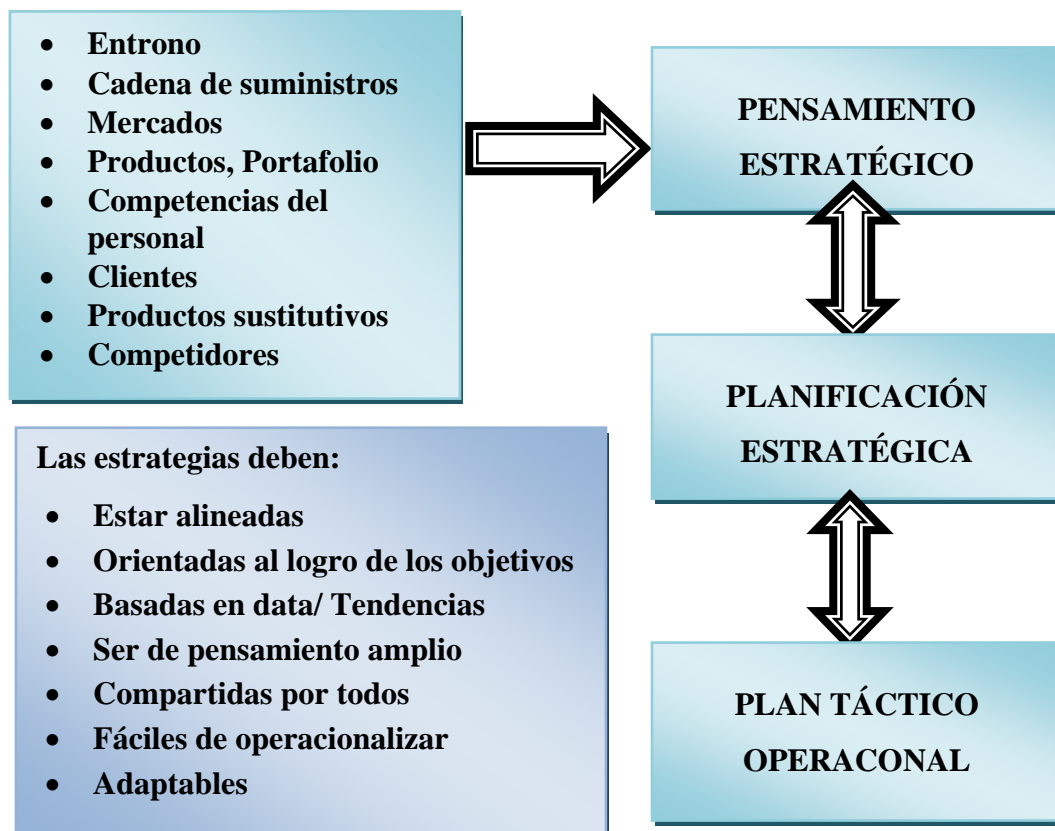 • Entrono
• Cadena de suministros
• Mercados
• Productos, Portafolio
• Competencias del
personal
• Clientes
• Productos sustitutivos
• Competidores
PENSAMIENTO
ESTRATÉGICO
PLANIFICACIÓN
ESTRATÉGICA
Las estrategias deben:
• Estar alineadas
• Orientadas al logro de los objetivos
• Basadas en data/ Tendencias
• Ser de pensamiento amplio
• Compartidas por todos
• Fáciles de operacionalizar
• Adaptables
PLAN TÁCTICO
OPERACONAL